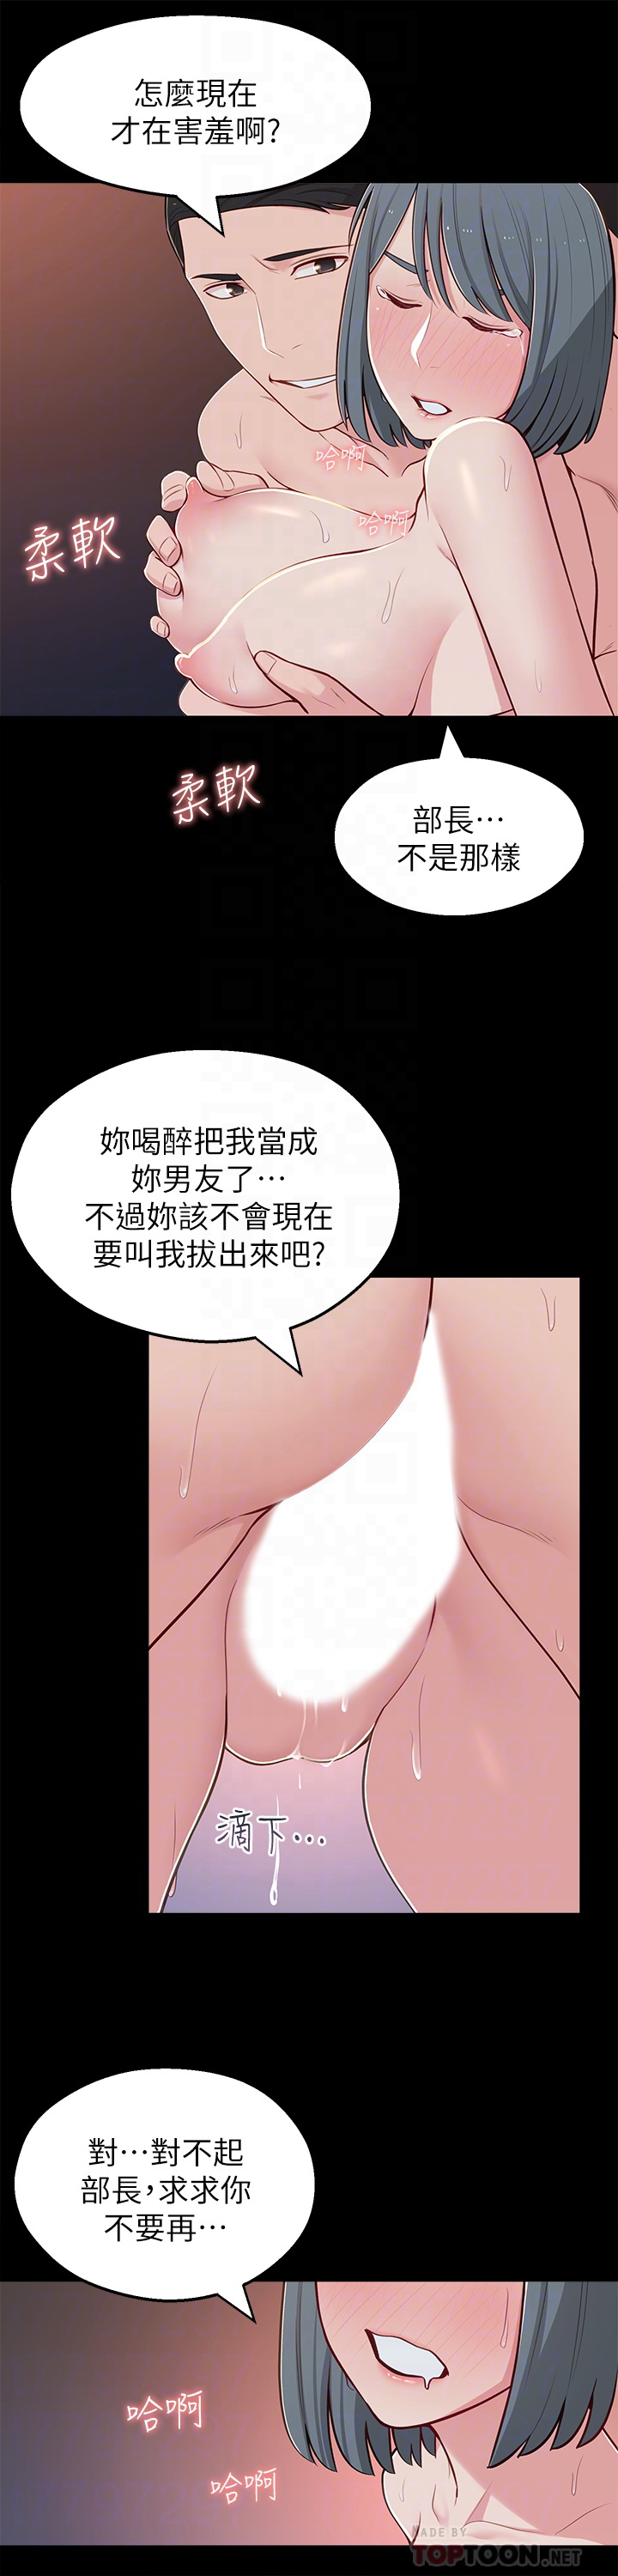 怎麼現在
才在害羞啊?
哈啊
哈啊
柔軟
柔軟
部長⋯
不是那樣
妳喝醉把我當成
妳男友了⋯
不過妳該不會現在
要叫我拔出來吧?
滴下⋯
對⋯對不起
部長,求求你
不要再⋯
哈啊
哈啊
MADE BY
TOPTOON.NET